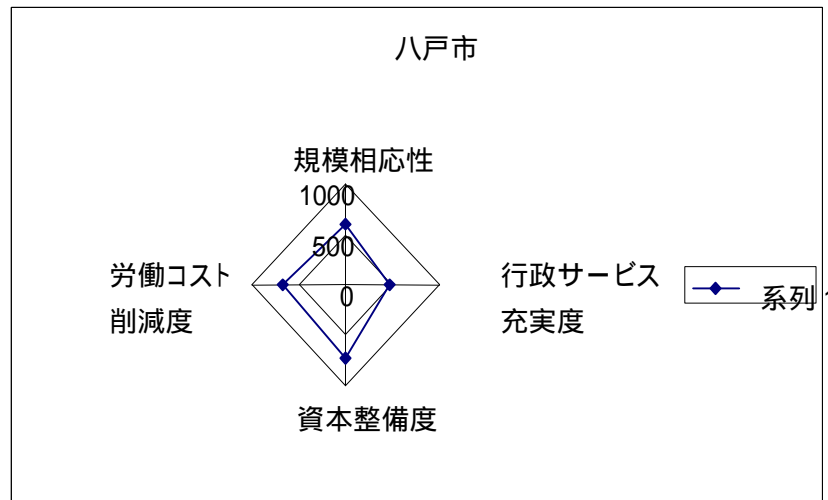 八戸市
規模相応性
1000
500
0
労働コスト
削減度
行政サービス
充実度
系列1
資本整備度